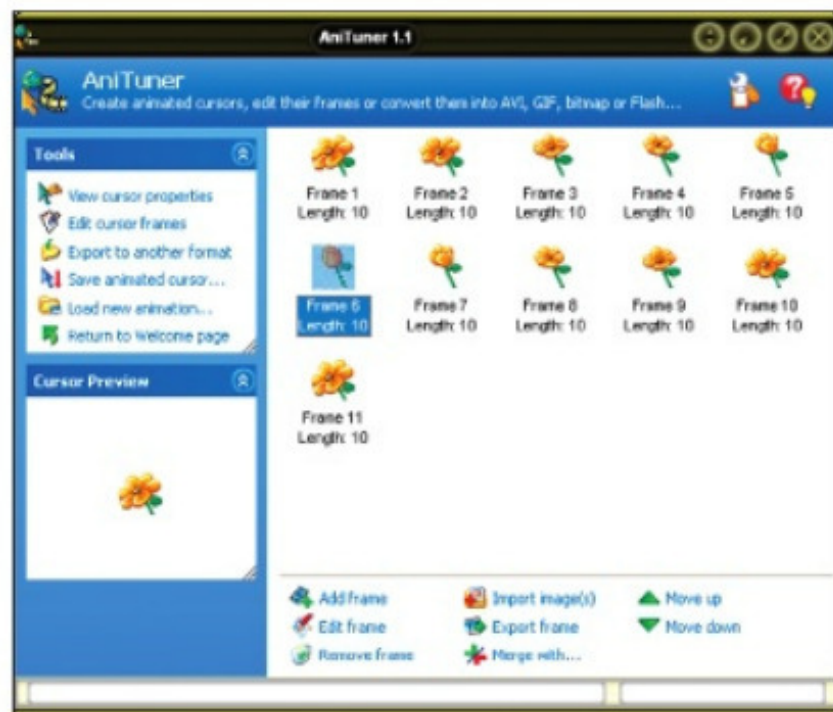 AniTuner 1.1
AniTuner
Create animated cursors, edit their frames or convert them into AVI, GIF, bitmap or Flash...
Tools
View cursor properties
Edit cursor frames
Export to another format
Save animated cursor...
Load new animation...
Return to Welcome page
Cursor Preview
Frame 1 Frame 2 Frame 3 Frame 4 Frame 5
Length: 10 Length: 10 Length: 10 Length: 10 Length: 10
Frame 6 Frame 7 Frame 8 Frame 9 Frame 10
Length: 10 Length: 10 Length: 10 Length: 10 Length: 10
Frame 11
Length: 10
Add frame Import image(s) Move up
Edit frame Export frame Move down
Remove frame Merge with...